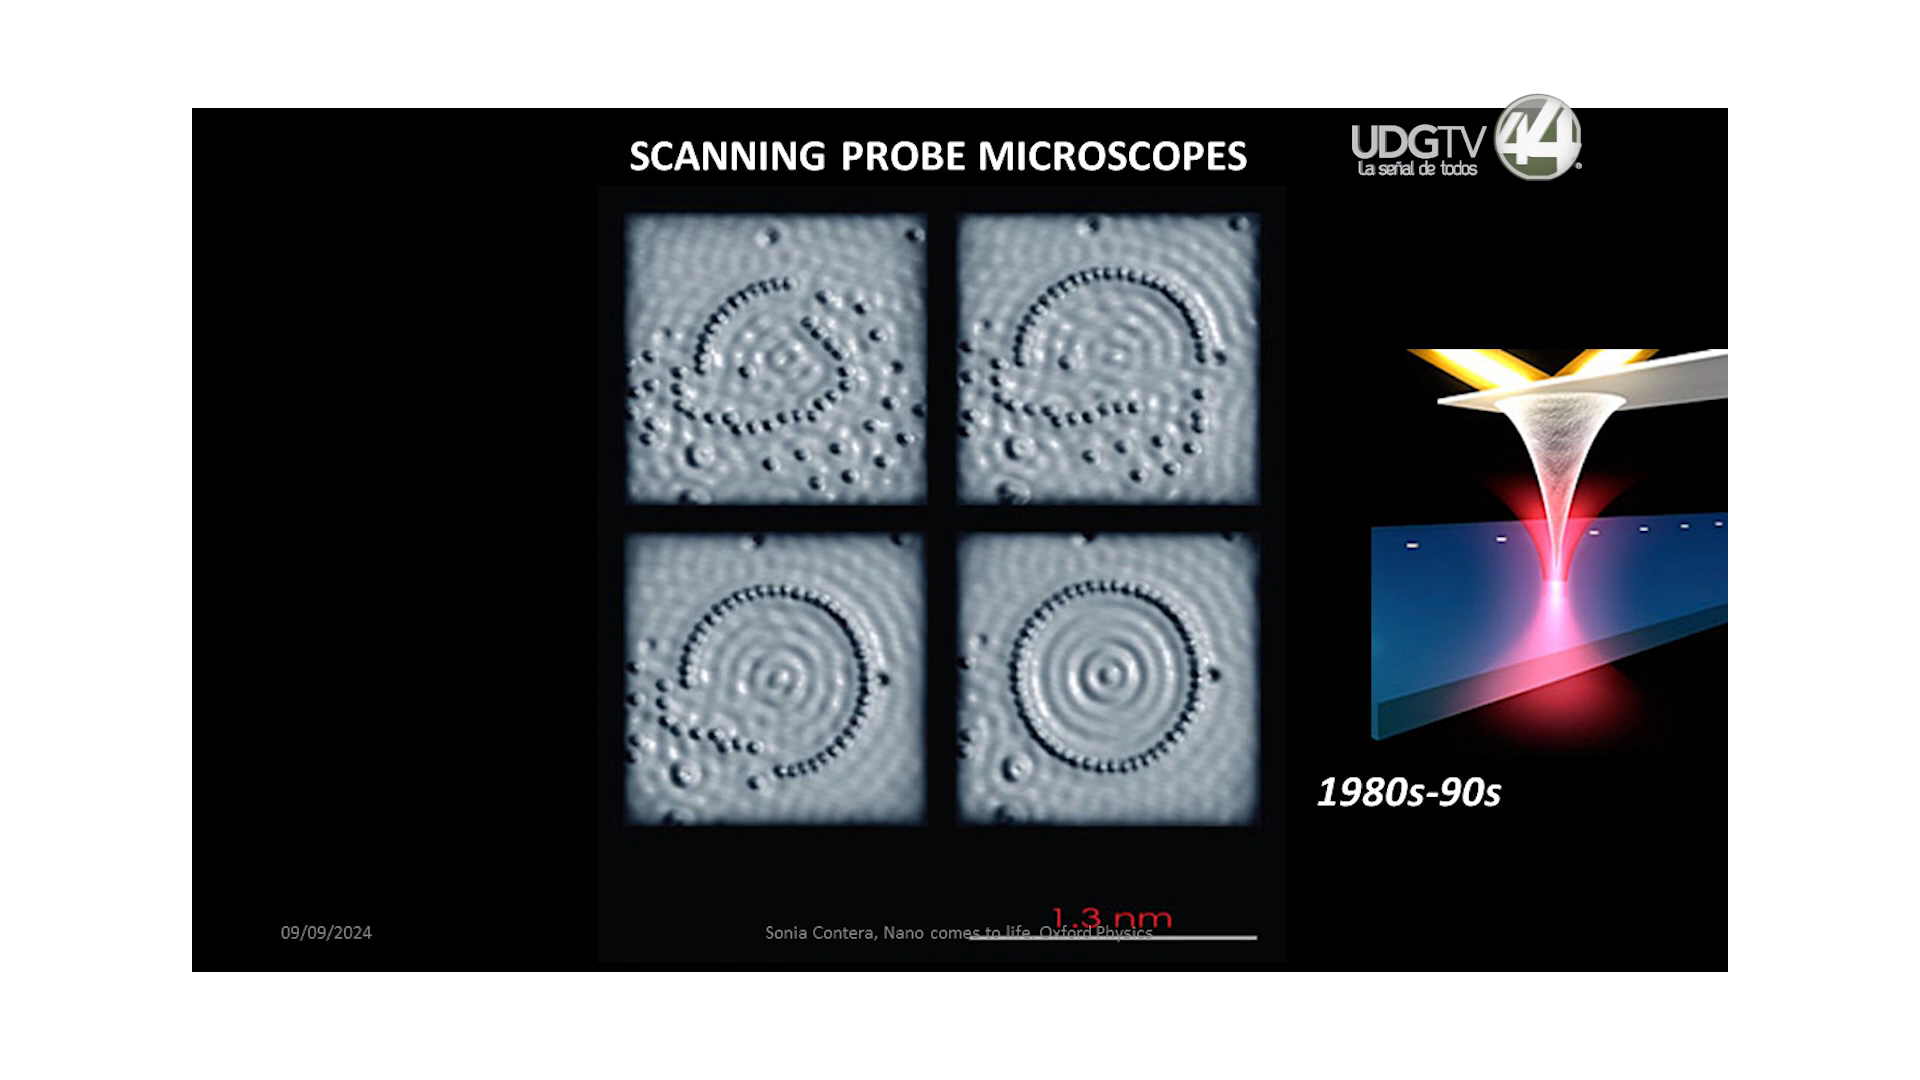 SCANNING PROBE MICROSCOPES
UDGTV 44
La señal de todos
1980s-90s
1.3 nm
09/09/2024
Sonia Contera, Nano comes to life. Oxford Physics